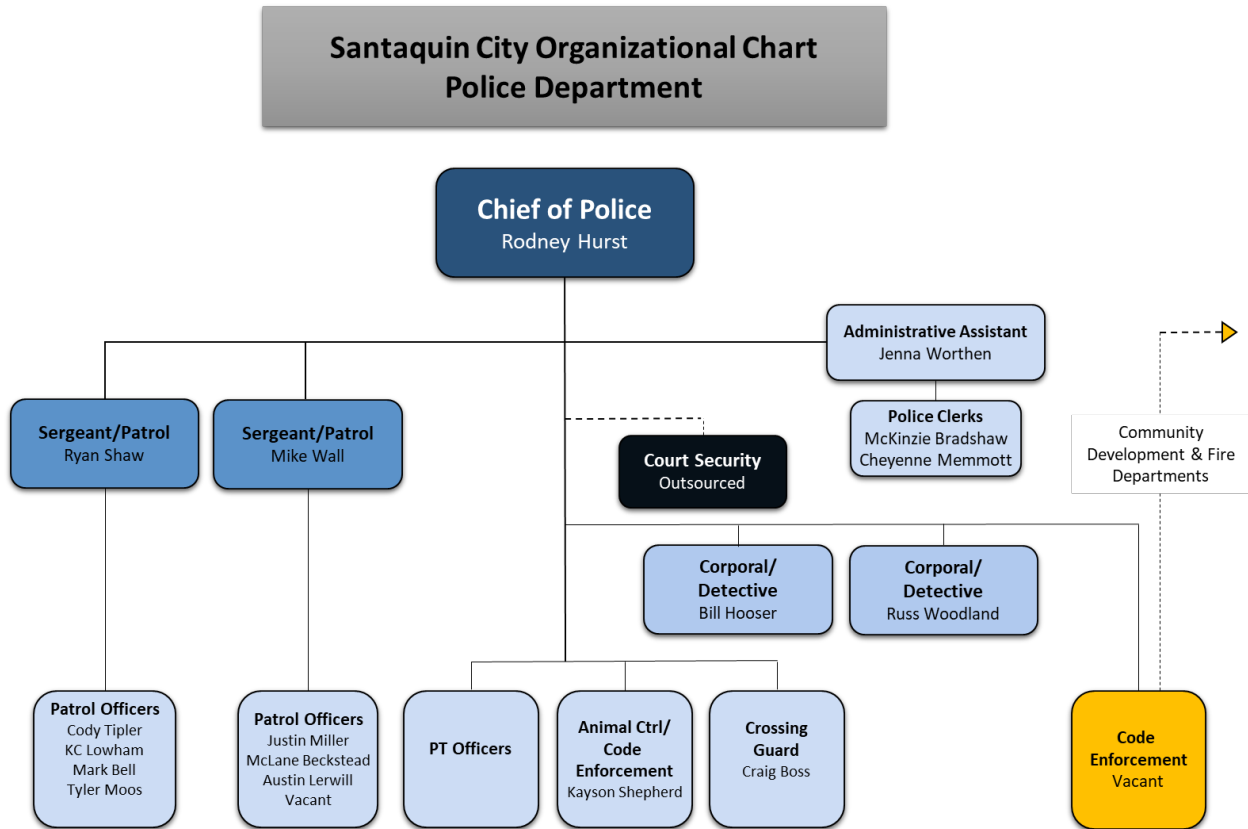 Santaquin City Organizational Chart
Police Department
Chief of Police
Rodney Hurst
Administrative Assistant
Jenna Worthen
Sergeant/Patrol
Ryan Shaw
Sergeant/Patrol
Mike Wall
Police Clerks
McKinzie Bradshaw
Cheyenne Memmott
Court Security
Outsourced
Community
Development & Fire
Departments
Corporal/
Detective
Bill Hooser
Corporal/
Detective
Russ Woodland
Patrol Officers
Cody Tipler
KC Lowham
Mark Bell
Tyler Moos
Patrol Officers
Justin Miller
McLane Beckstead
Austin Lerwill
Vacant
PT Officers
Animal Ctrl/
Code
Enforcement
Kayson Shepherd
Crossing
Guard
Craig Boss
Code
Enforcement
Vacant